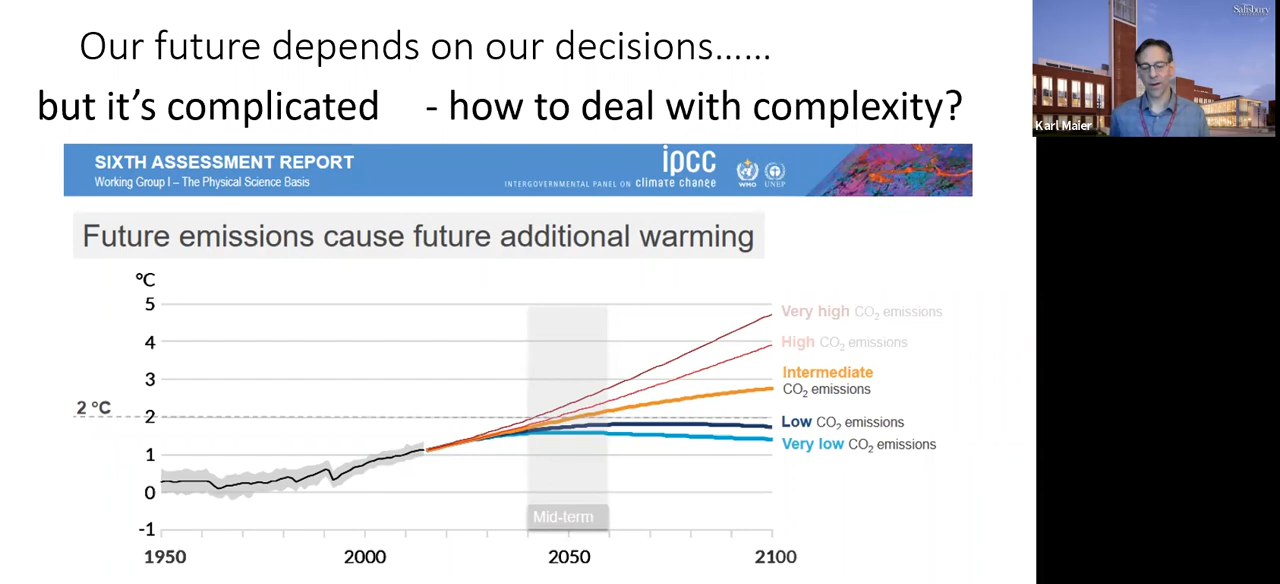 Our future depends on our decisions......
but it's complicated - how to deal with complexity?
SIXTH ASSESSMENT REPORT
Working Group I – The Physical Science Basis
ipcc
INTERGOVERNMENTAL PANEL ON climate change
WMO UNEP
Future emissions cause future additional warming
°C
5
4
3
2 °C
2
1
0
-1
1950
2000
2050
2100
Mid-term
Very high CO₂ emissions
High CO₂ emissions
Intermediate
CO₂ emissions
Low CO₂ emissions
Very low CO₂ emissions
Salisbury
Karl Maier